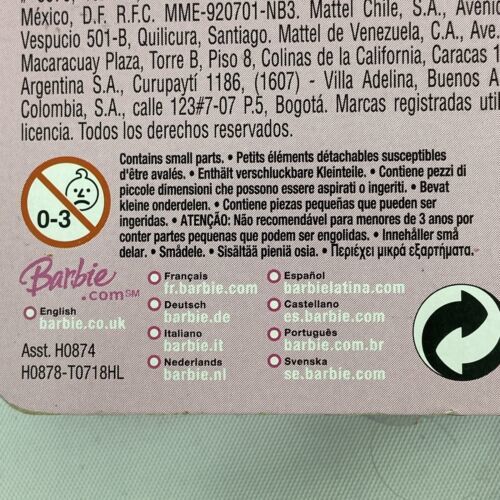 México, D.F. R.F.C. MME-920701-NB3. Mattel Chile, S.A.,
Vespucio 501-B, Quilicura, Santiago. Mattel de Venezuela, C.A., Ave.
Macaracuay Plaza, Torre B, Piso 8, Colinas de la California, Caracas 1
Argentina S.A., Curupaytí 1186, (1607) - Villa Adelina, Buenos A
Colombia, S.A., calle 123#7-07 P.5, Bogotá. Marcas registradas
licencia. Todos los derechos reservados.
0-3
Contains small parts. • Petits éléments détachables susceptibles
d'être avalés. • Enthält verschluckbare Kleinteile. • Contiene pezzi di
piccole dimensioni che possono essere aspirati o ingeriti. • Bevat
kleine onderdelen. • Contiene piezas pequeñas que pueden ser
ingeridas. • ATENÇÃO: Não recomendável para menores de 3 anos por
conter partes pequenas que podem ser engolidas. • Innehåller små
delar. • Smådele. • Sisältää pieniä osia. • Περιέχει μικρά εξαρτήματα.
Barbie
.com SM
English
barbie.co.uk
Français
fr.barbie.com
Deutsch
barbie.de
Italiano
barbie.it
Nederlands
barbie.nl
Español
barbielatina.com
Castellano
es.barbie.com
Português
barbie.com.br
Svenska
se.barbie.com
Asst. H0874
H0878-T0718HL